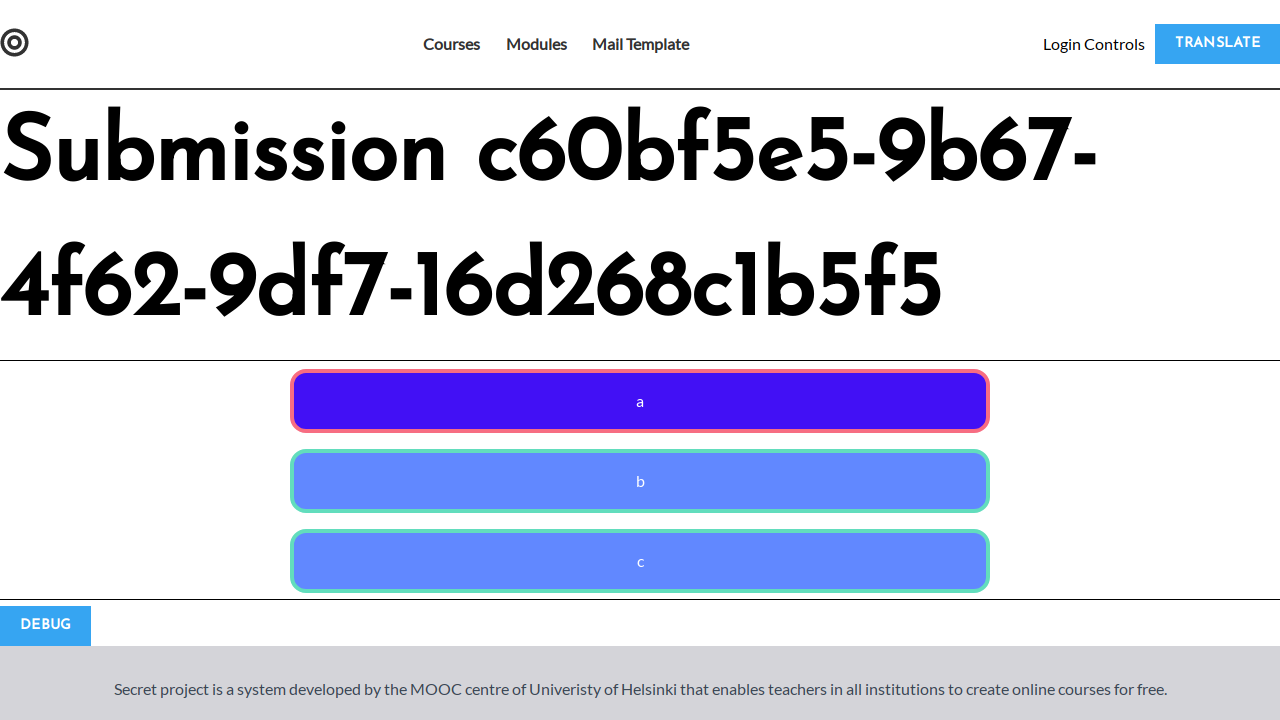 Courses Modules Mail Template Login Controls TRANSLATE
Submission c60bf5e5-9b67-
4f62-9df7-16d268c1b5f5
a
b
c
DEBUG
Secret project is a system developed by the MOOC centre of Univeristy of Helsinki that enables teachers in all institutions to create online courses for free.